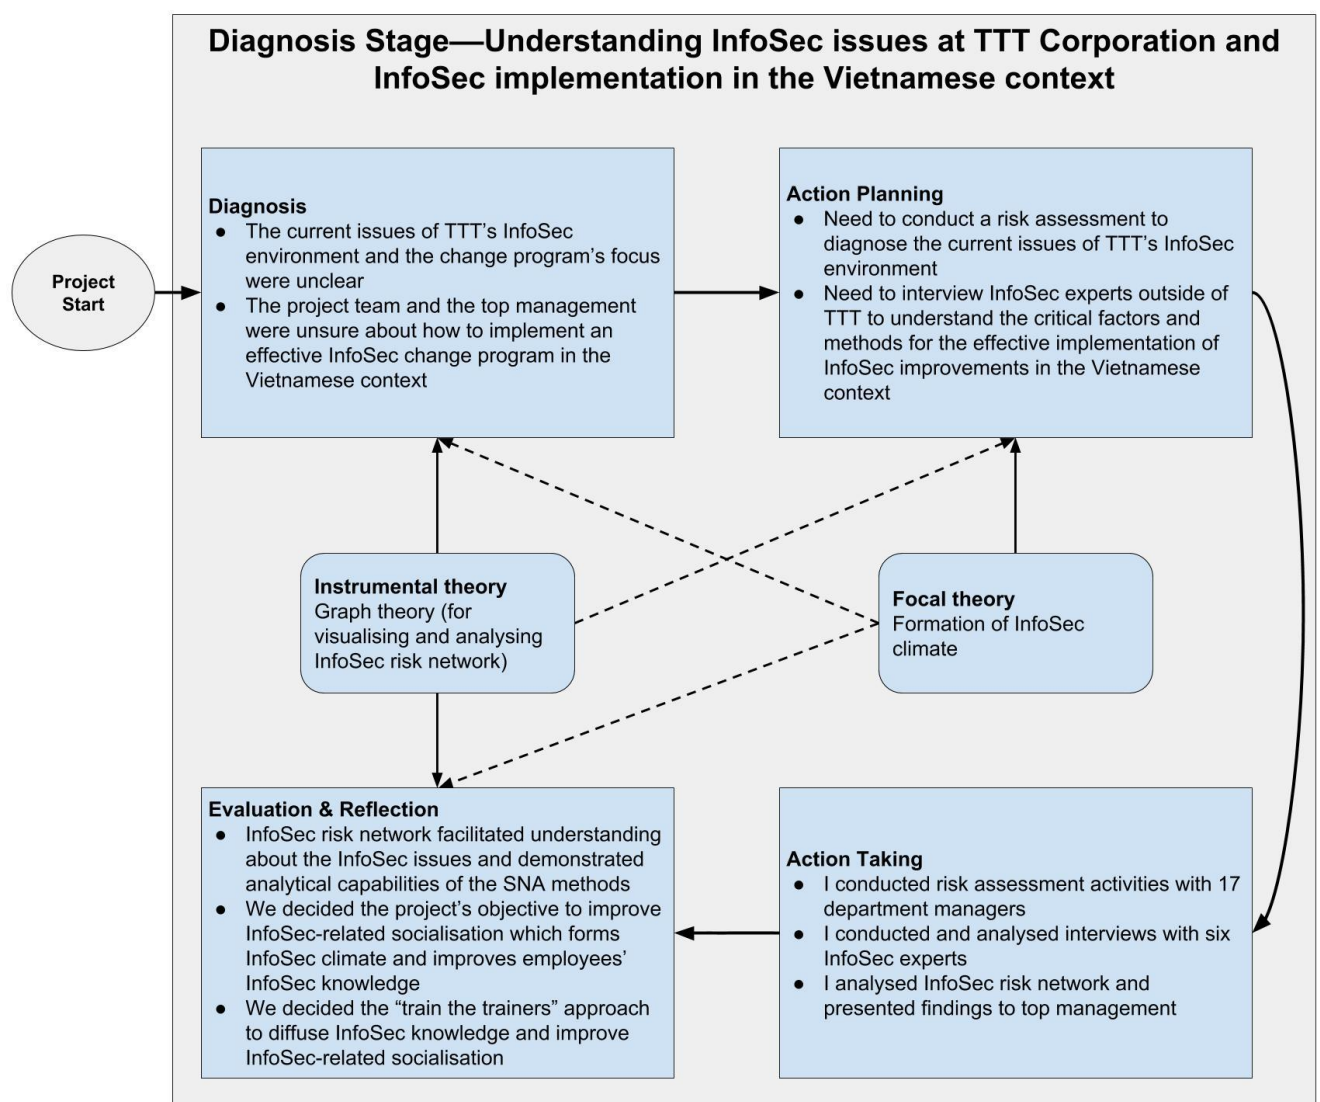 Diagnosis Stage—Understanding InfoSec issues at TTT Corporation and
InfoSec implementation in the Vietnamese context
Project
Start
Diagnosis
● The current issues of TTT’s InfoSec
environment and the change program’s focus
were unclear
● The project team and the top management
were unsure about how to implement an
effective InfoSec change program in the
Vietnamese context
Action Planning
● Need to conduct a risk assessment to
diagnose the current issues of TTT’s InfoSec
environment
● Need to interview InfoSec experts outside of
TTT to understand the critical factors and
methods for the effective implementation of
InfoSec improvements in the Vietnamese
context
Instrumental theory
Graph theory (for
visualising and analysing
InfoSec risk network)
Focal theory
Formation of InfoSec
climate
Evaluation & Reflection
● InfoSec risk network facilitated understanding
about the InfoSec issues and demonstrated
analytical capabilities of the SNA methods
● We decided the project’s objective to improve
InfoSec-related socialisation which forms
InfoSec climate and improves employees’
InfoSec knowledge
● We decided the “train the trainers” approach
to diffuse InfoSec knowledge and improve
InfoSec-related socialisation
Action Taking
● I conducted risk assessment activities with 17
department managers
● I conducted and analysed interviews with six
InfoSec experts
● I analysed InfoSec risk network and
presented findings to top management